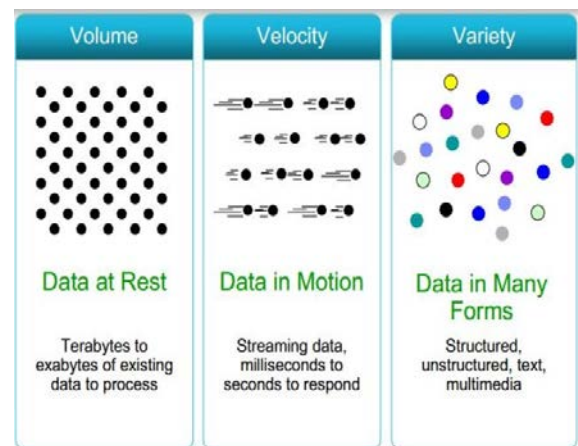 Volume
Data at Rest
Terabytes to
exabytes of existing
data to process
Velocity
Data in Motion
Streaming data,
milliseconds to
seconds to respond
Variety
Data in Many
Forms
Structured,
unstructured, text,
multimedia